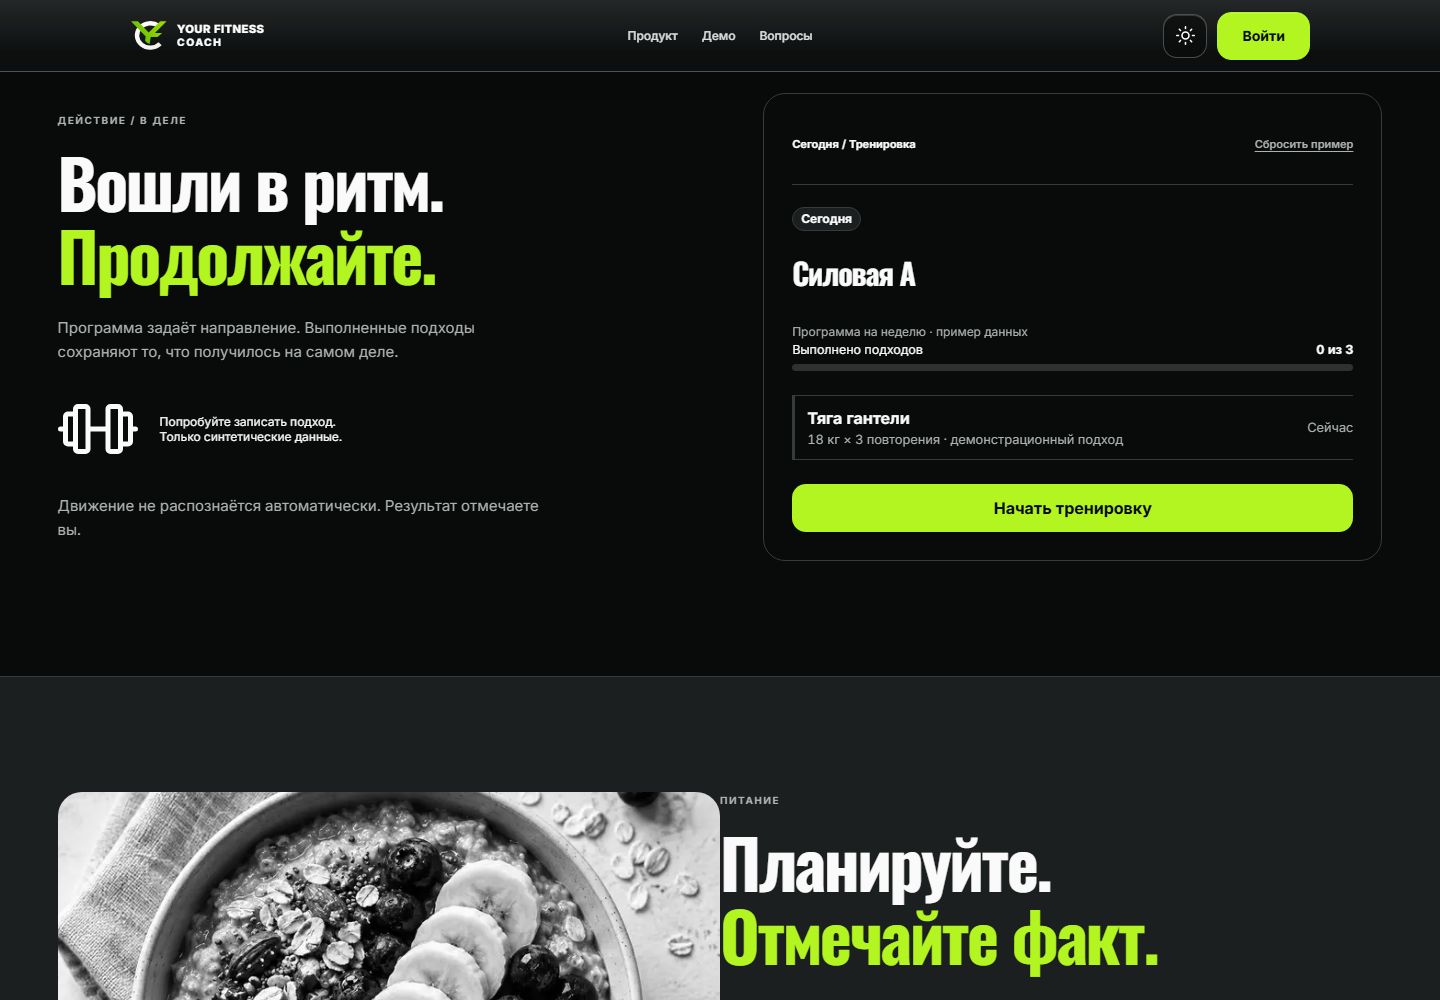 YOUR FITNESS
COACH
Продукт
Демо
Вопросы
Войти
ДЕЙСТВИЕ / В ДЕЛЕ
Вошли в ритм.
Продолжайте.
Программа задаёт направление. Выполненные подходы
сохраняют то, что получилось на самом деле.
Попробуйте записать подход.
Только синтетические данные.
Движение не распознаётся автоматически. Результат отмечаете
вы.
Сегодня / Тренировка
Сбросить пример
Сегодня
Силовая А
Программа на неделю · пример данных
Выполнено подходов
0 из 3
Тяга гантели
18 кг × 3 повторения · демонстрационный подход
Сейчас
Начать тренировку
ПИТАНИЕ
Планируйте.
Отмечайте факт.